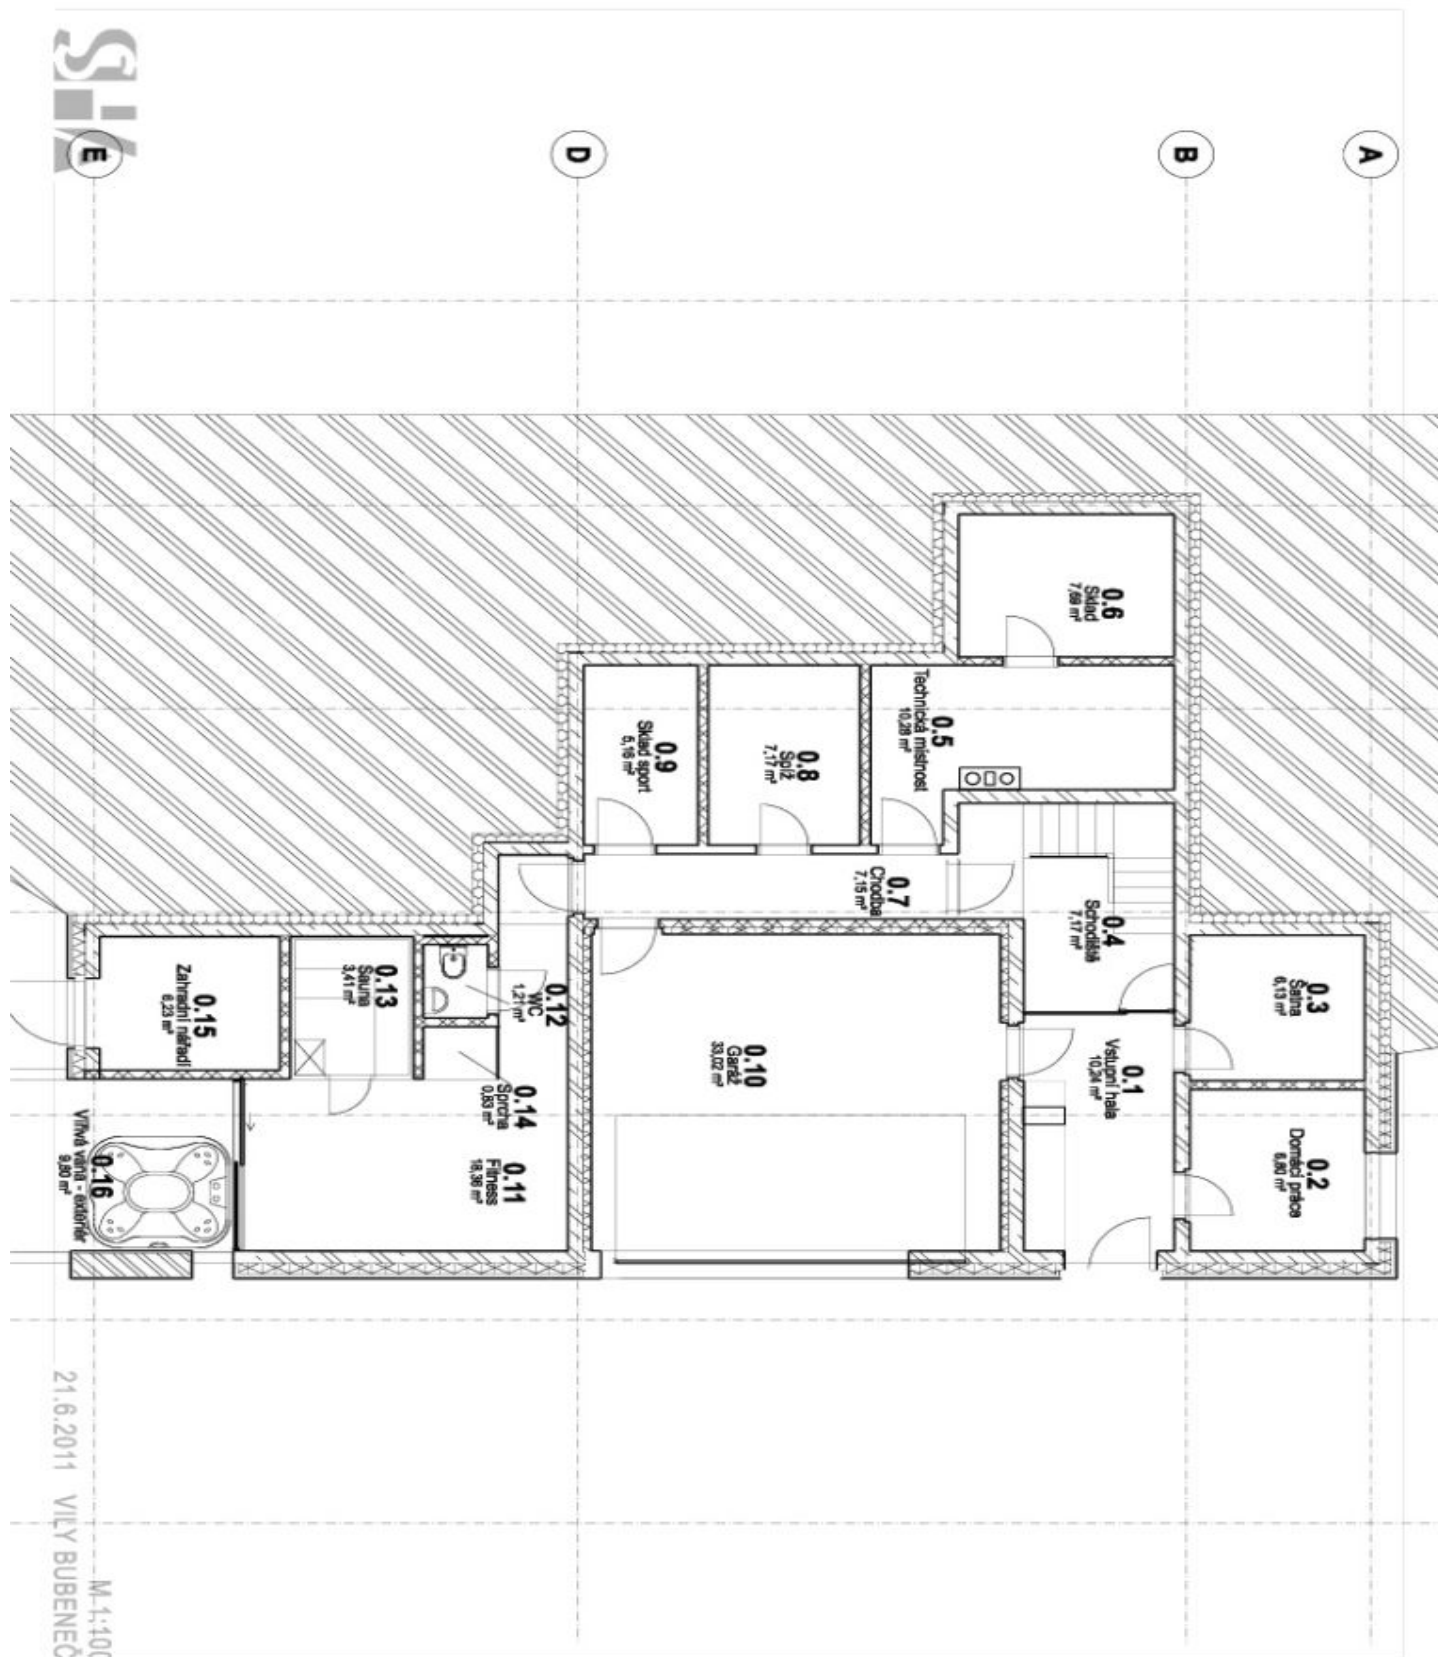 SHA
E
D
B
A
0.6
Sklad
7,69 m²
0.5
Technická místnost
10,28 m²
0.9
Sklad sport
5,16 m²
0.8
Spíž
7,17 m²
0.7
Chodba
7,15 m²
0.4
Schodiště
7,17 m²
0.3
Šatna
6,13 m²
0.15
Zahradní nářadí
6,23 m²
0.13
Sauna
3,41 m²
0.12
WC
1,21 m²
0.10
Garáž
33,02 m²
0.1
Vstupní hala
10,24 m²
0.14
Sprcha
0,83 m²
0.11
Fitness
18,36 m²
0.2
Domácí práce
6,80 m²
0.16
Vířivá vana - exteriér
9,80 m²
M 1:100
21.6.2011 VILY BUBENEČ